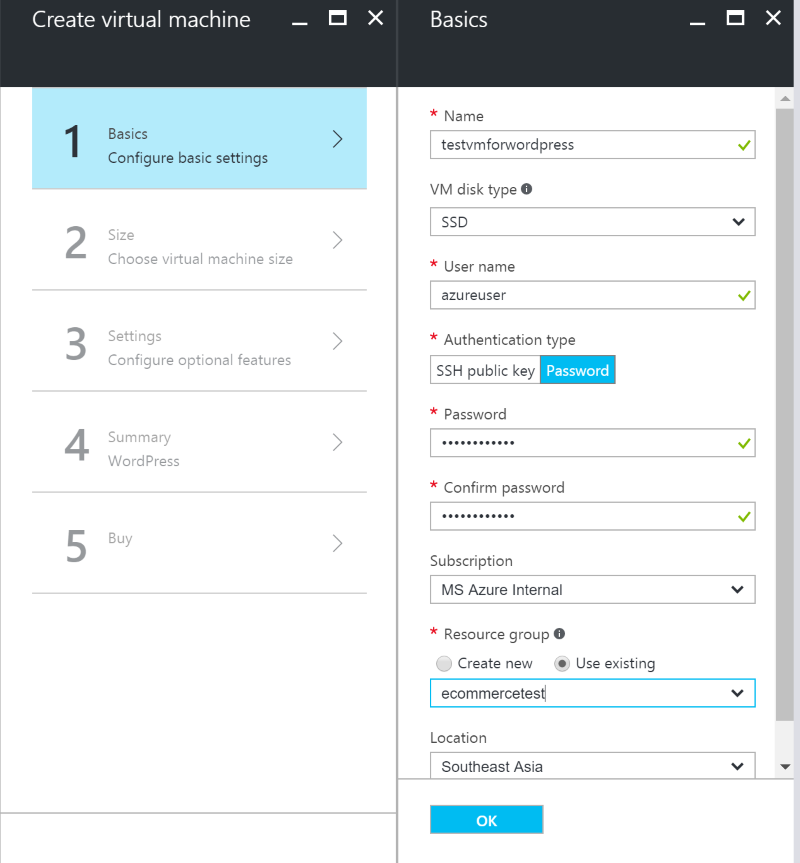 Create virtual machine
1
Basics
Configure basic settings
2
Size
Choose virtual machine size
3
Settings
Configure optional features
4
Summary
WordPress
5
Buy
Basics
* Name
testvmforwordpress
VM disk type
SSD
* User name
azureuser
* Authentication type
SSH public key Password
* Password
••••••••••••
* Confirm password
••••••••••••
Subscription
MS Azure Internal
* Resource group
Create new Use existing
ecommercetest
Location
Southeast Asia
OK